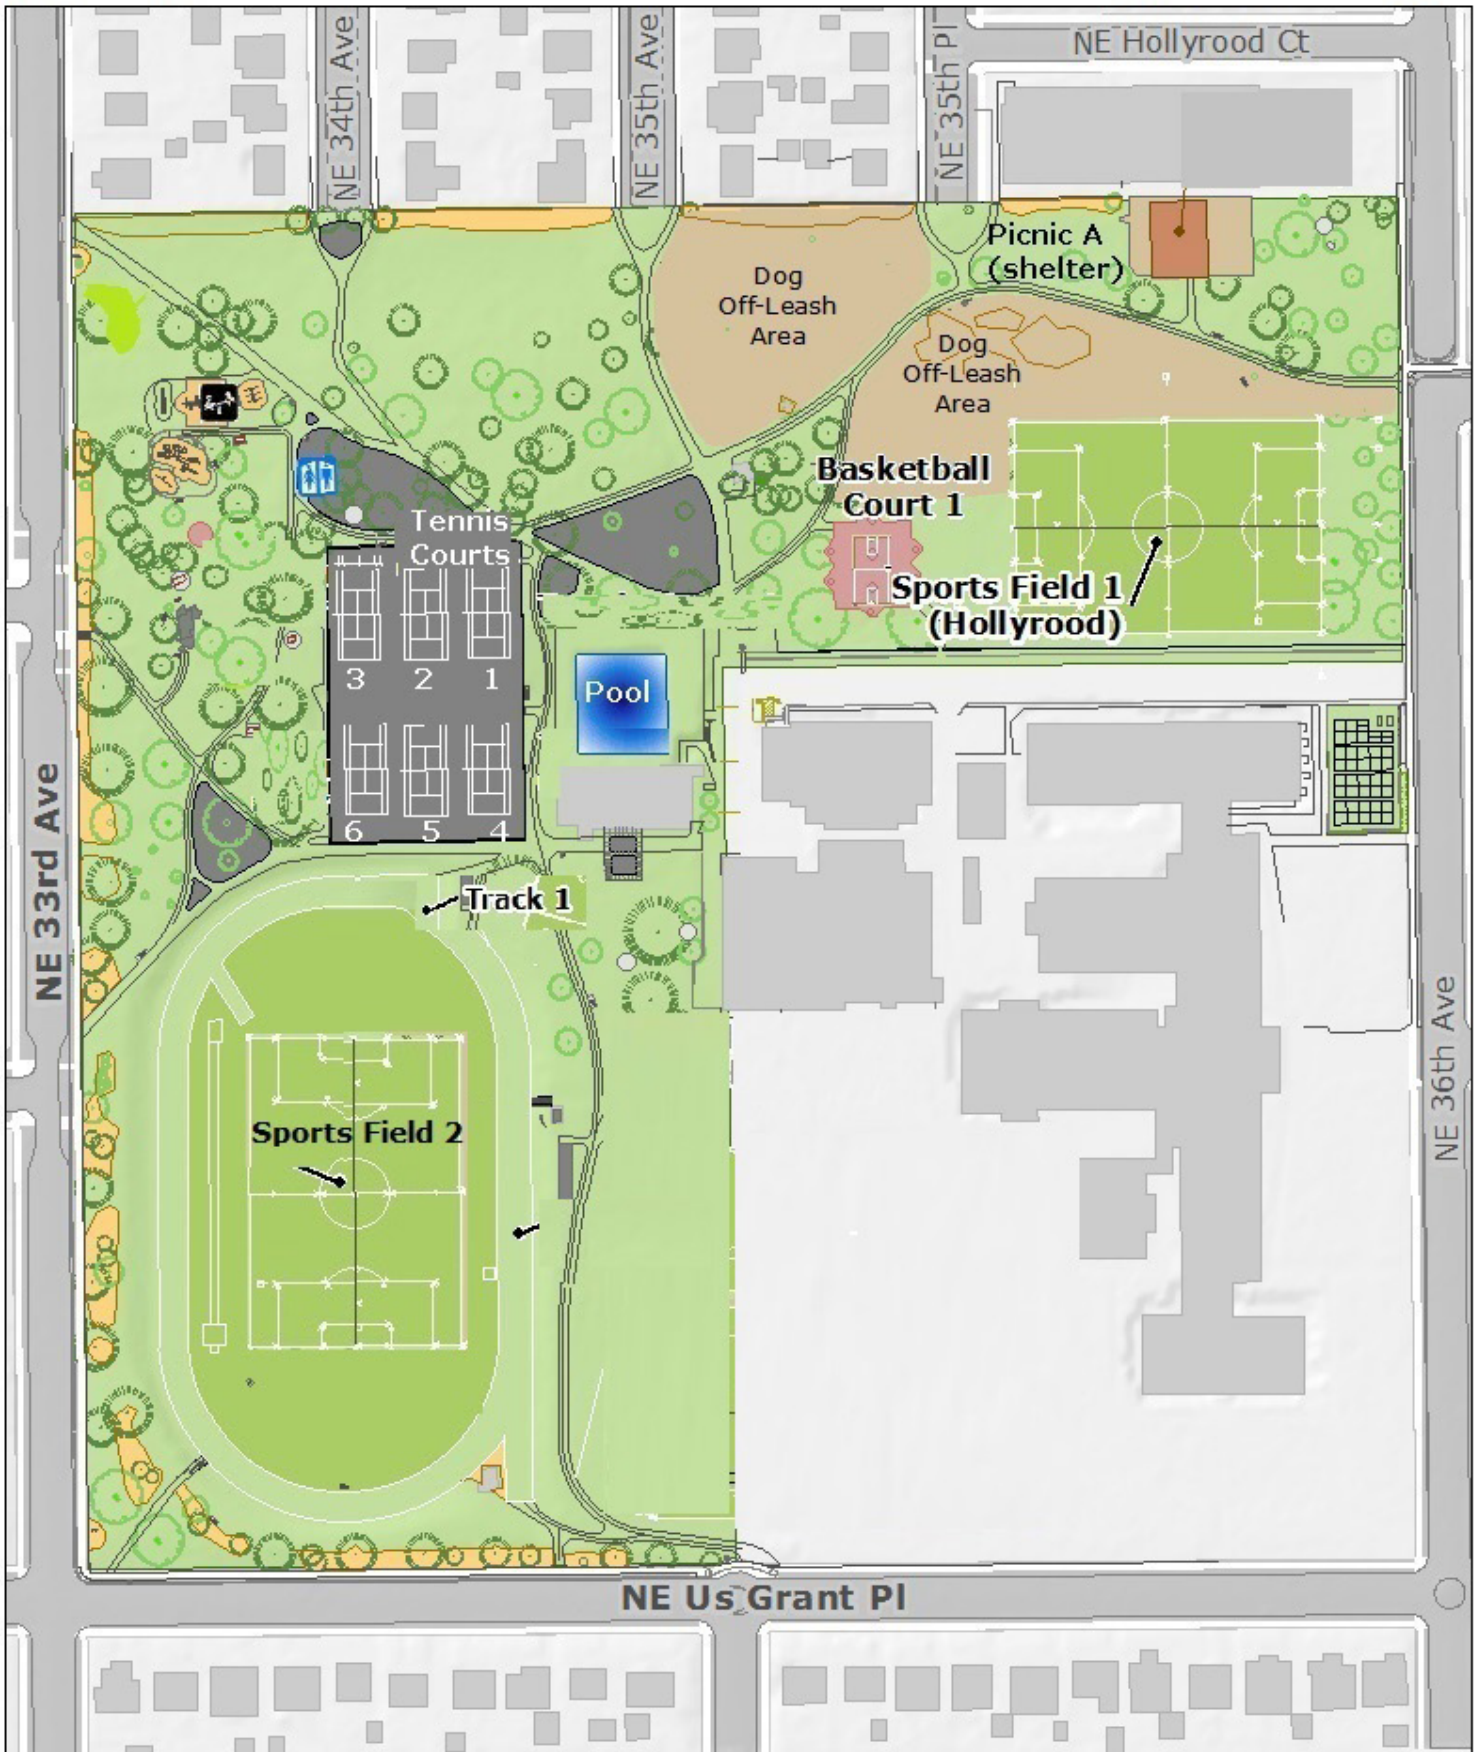 NE Hollyrood Ct
NE 34th Ave
NE 35th Ave
NE 35th Pl
Picnic A
(shelter)
Dog
Off-Leash
Area
Dog
Off-Leash
Area
Basketball
Court 1
Tennis
Courts
Sports Field 1
(Hollyrood)
3
2
1
Pool
6
5
4
NE 33rd Ave
Track 1
Sports Field 2
NE 36th Ave
NE Us Grant Pl